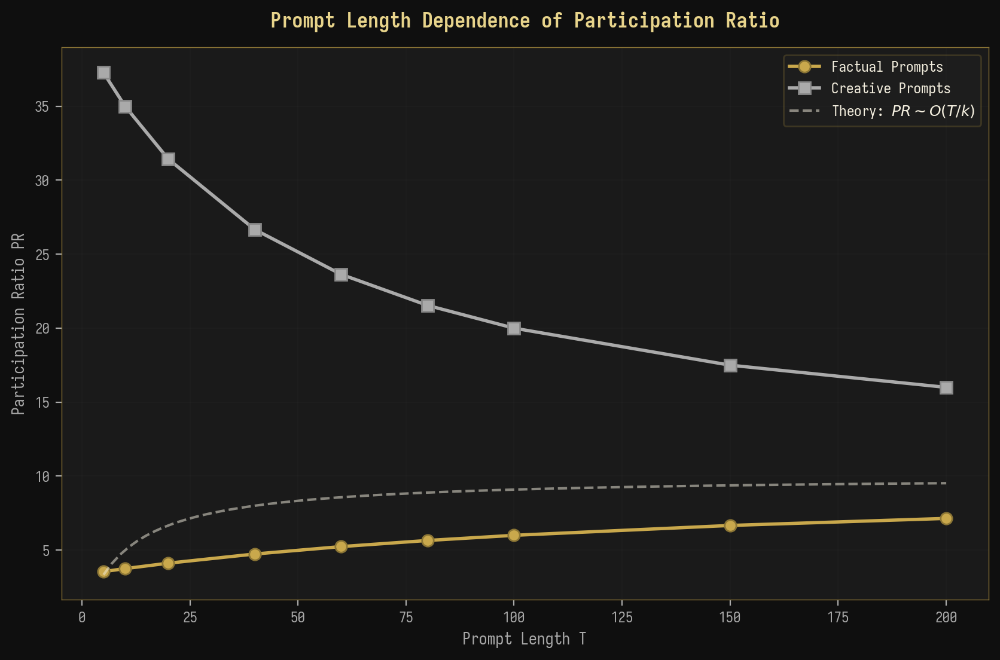 Prompt Length Dependence of Participation Ratio
Factual Prompts
Creative Prompts
Theory: PR ~ O(T/k)
Participation Ratio PR
35
30
25
20
15
10
5
0 25 50 75 100 125 150 175 200
Prompt Length T